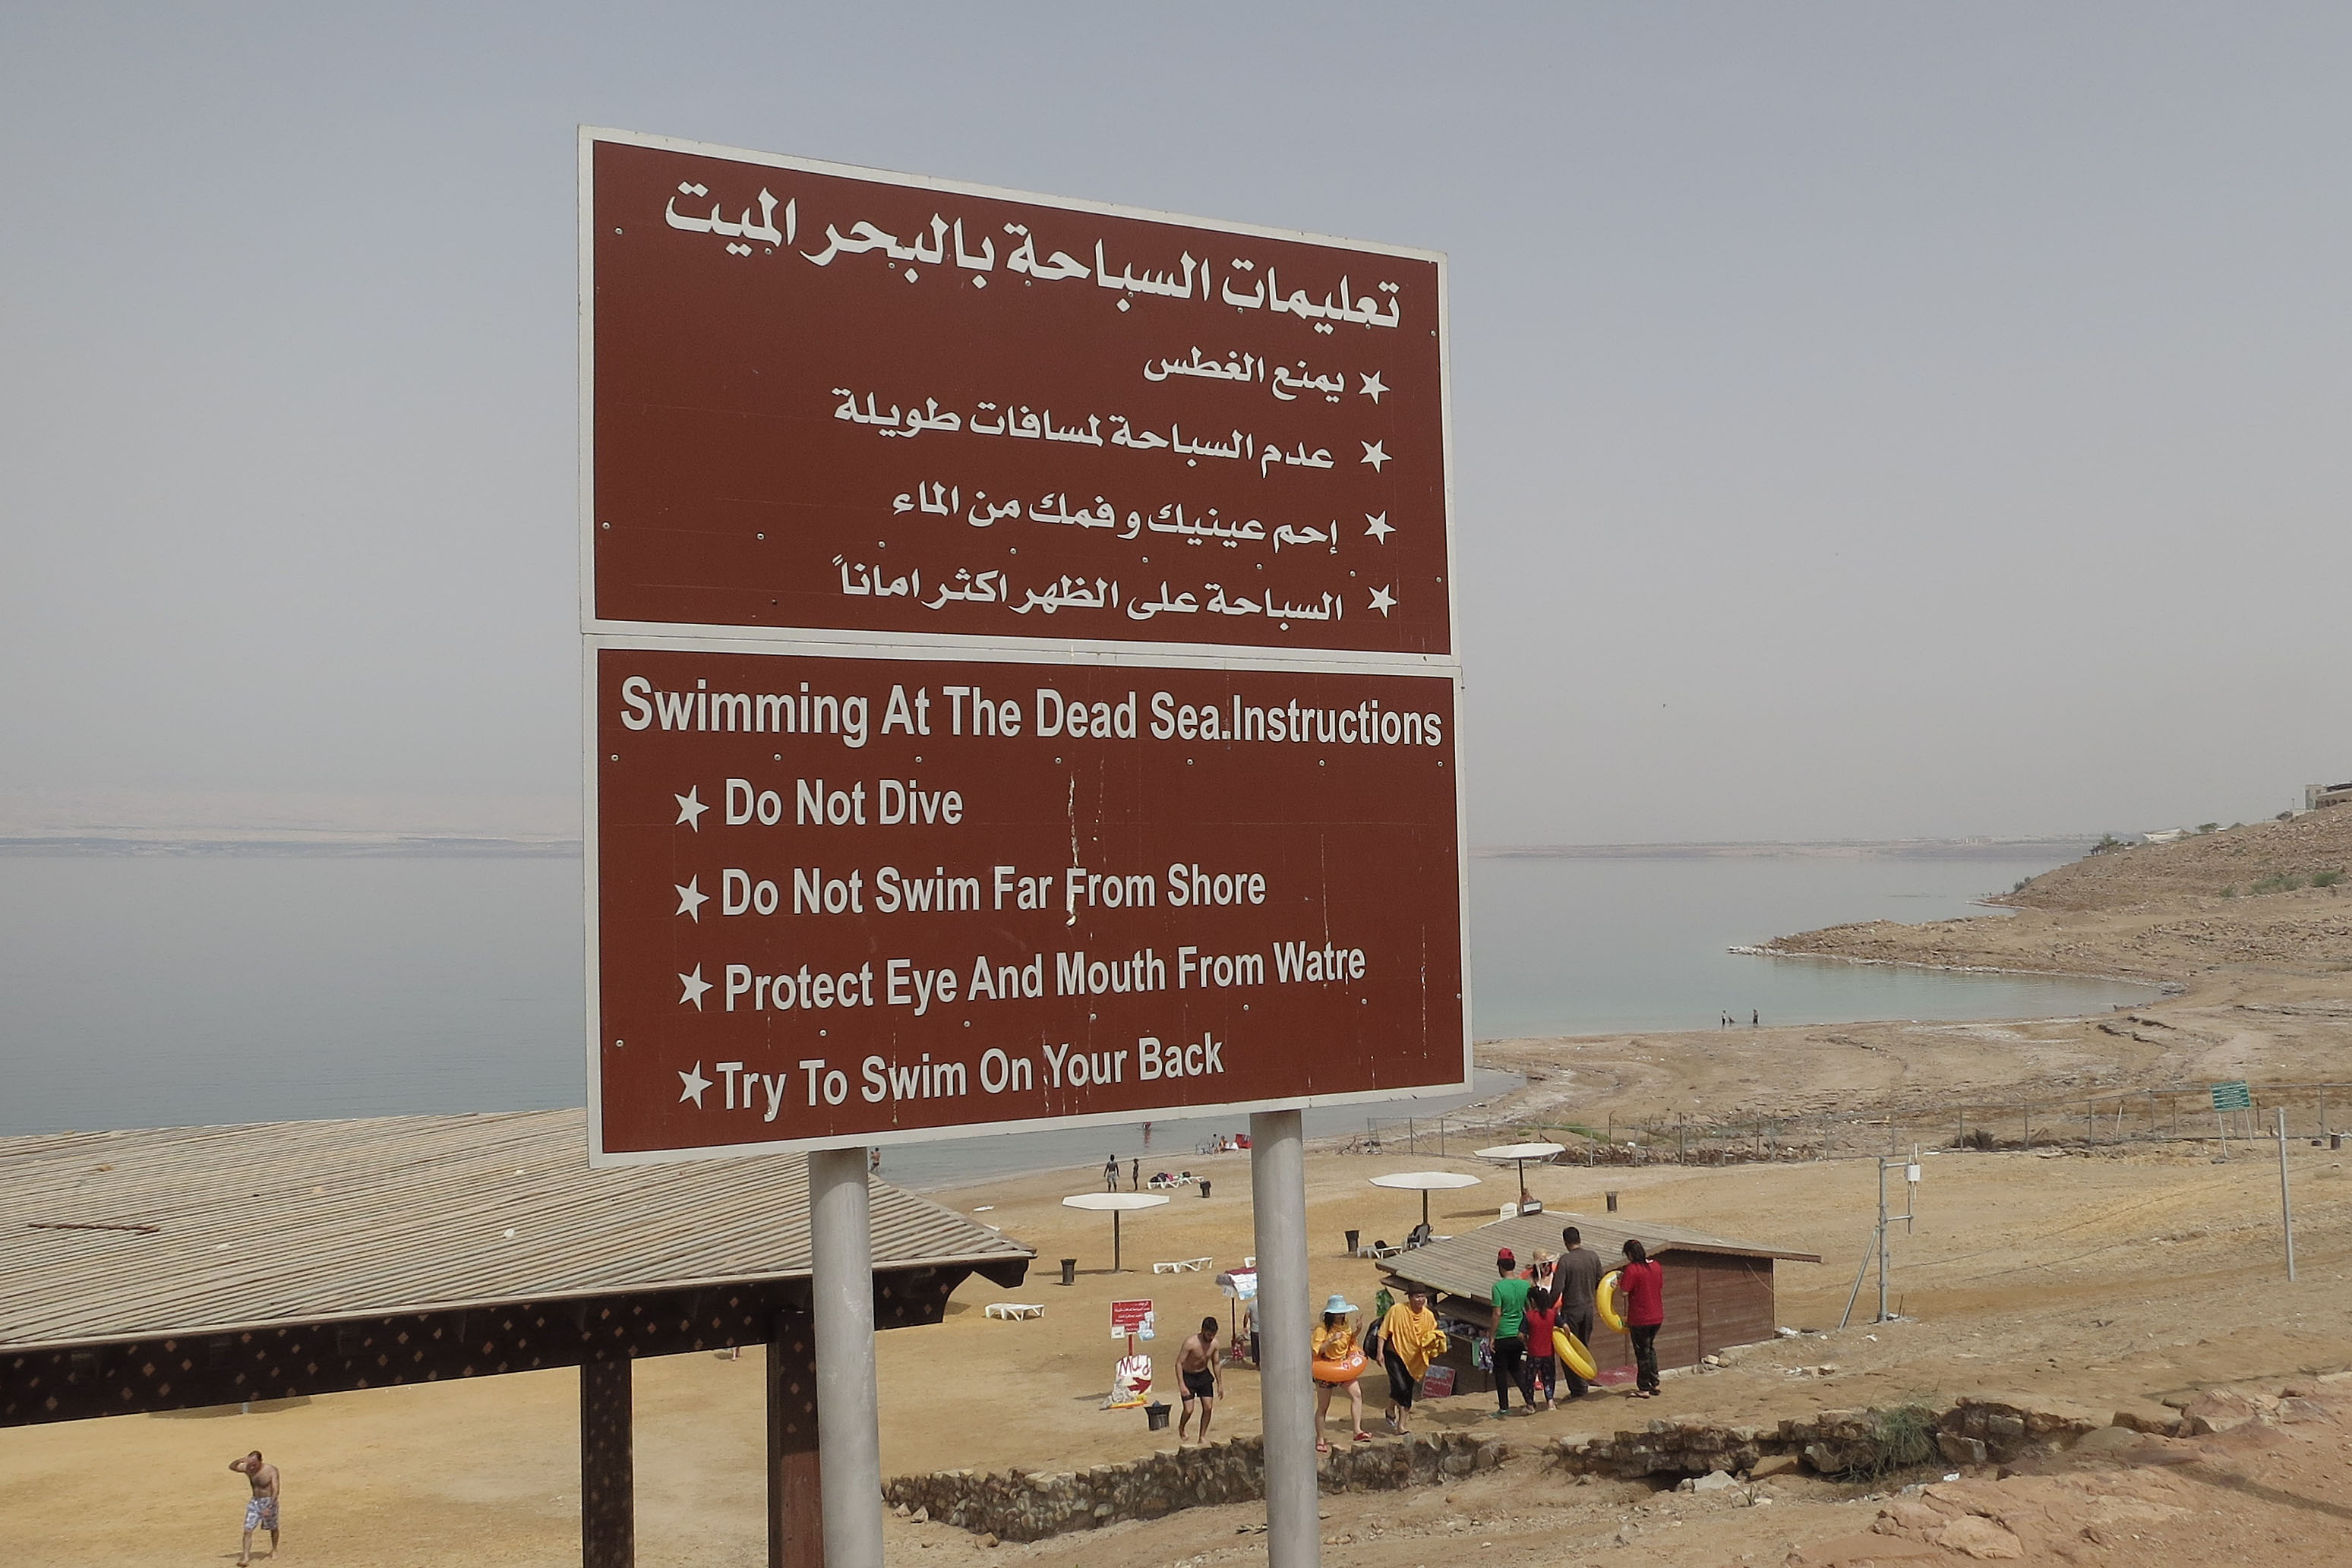 تعليمات السباحة بالبحر الميت
★ يمنع الغطس
★ عدم السباحة لمسافات طويلة
★ إحم عينيك وفمك من الماء
★ السباحة على الظهر اكثر اماناً
Swimming At The Dead Sea.Instructions
★ Do Not Dive
★ Do Not Swim Far From Shore
★ Protect Eye And Mouth From Watre
★ Try To Swim On Your Back
Mud